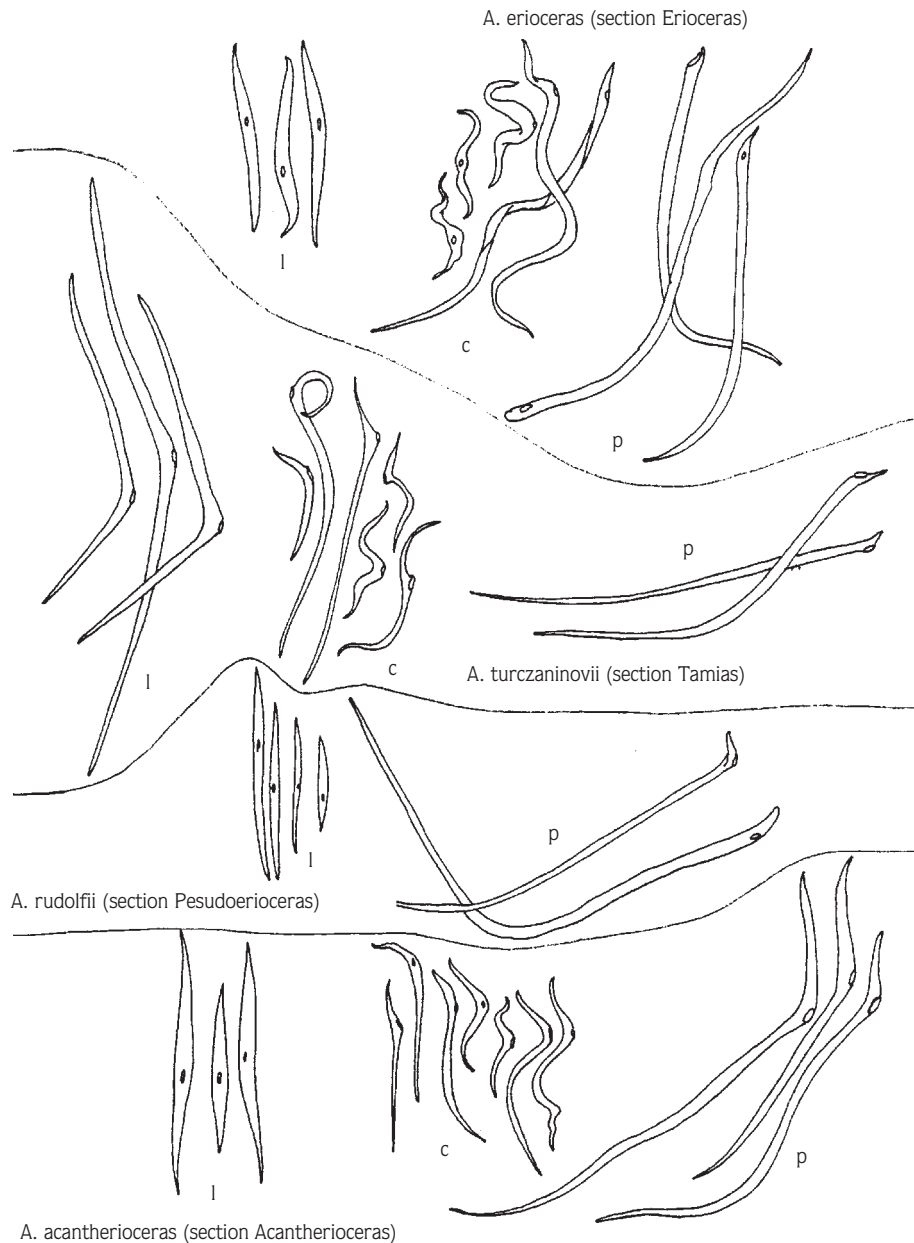 A. erioceras (section Erioceras)
l
c
p
p
l
c
A. turczaninovii (section Tamias)
l
p
A. rudolfii (section Pesudoerioceras)
l
c
p
A. acantherioceras (section Acantherioceras)